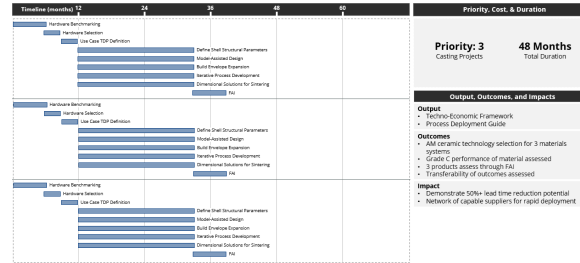 Timeline (months) 12 24 36 48 60
Hardware Benchmarking
Hardware Selection
Use Case TDP Definition
Define Shell Structural Parameters
Model-Assisted Design
Build Envelope Expansion
Iterative Process Development
Dimensional Solutions for Sintering
FAI
Hardware Benchmarking
Hardware Selection
Use Case TDP Definition
Define Shell Structural Parameters
Model-Assisted Design
Build Envelope Expansion
Iterative Process Development
Dimensional Solutions for Sintering
FAI
Hardware Benchmarking
Hardware Selection
Use Case TDP Definition
Define Shell Structural Parameters
Model-Assisted Design
Build Envelope Expansion
Iterative Process Development
Dimensional Solutions for Sintering
FAI
Priority, Cost, & Duration
Priority: 3
Casting Projects
48 Months
Total Duration
Output, Outcomes, and Impacts
Output
• Techno-Economic Framework
• Process Deployment Guide
Outcomes
• AM ceramic technology selection for 3 materials
systems
• Grade C performance of material assessed
• 3 products assess through FAI
• Transferability of outcomes assessed
Impact
• Demonstrate 50%+ lead time reduction potential
• Network of capable suppliers for rapid deployment